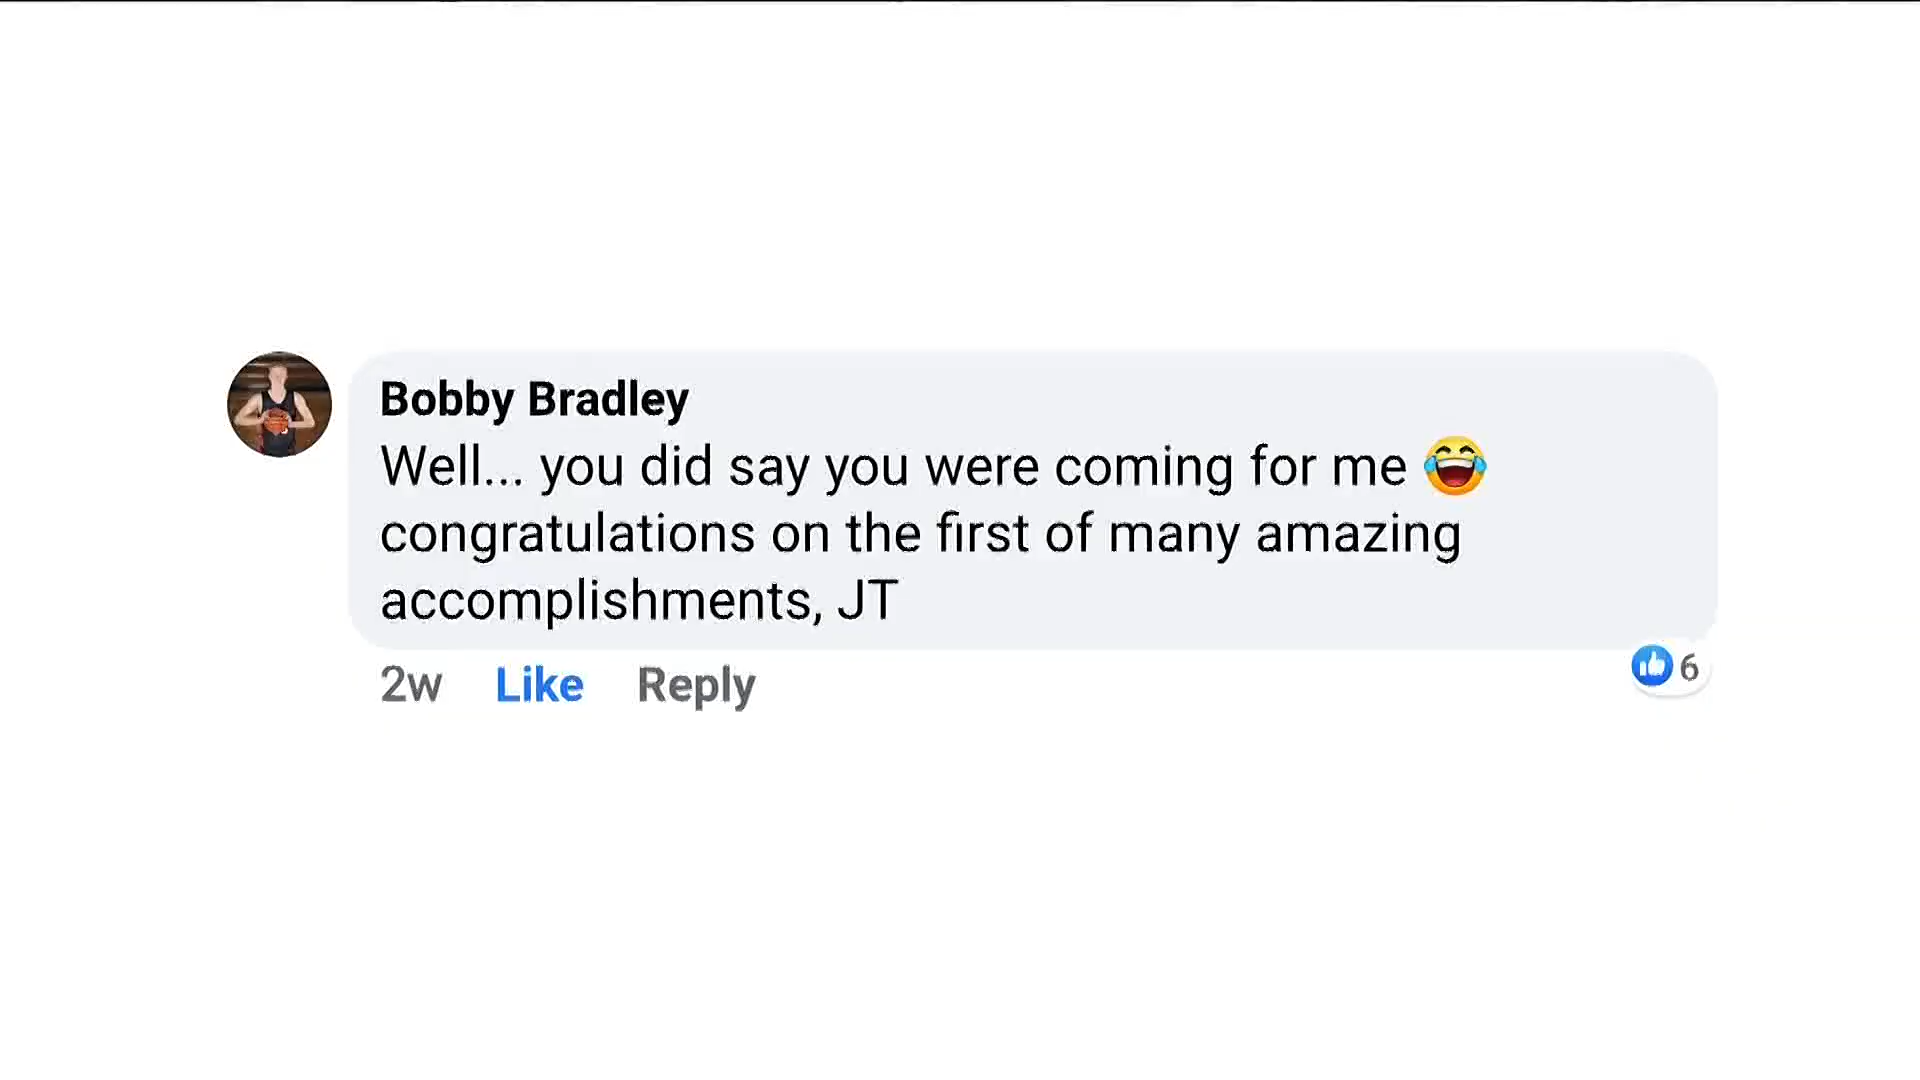 Bobby Bradley
Well... you did say you were coming for me 😂
congratulations on the first of many amazing
accomplishments, JT
2w Like Reply
6